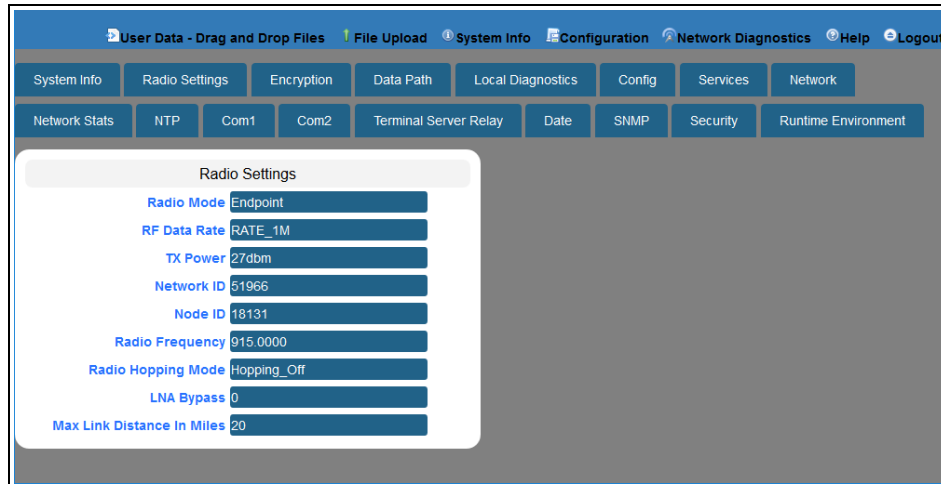 User Data - Drag and Drop Files File Upload System Info Configuration Network Diagnostics Help Logout
System Info Radio Settings Encryption Data Path Local Diagnostics Config Services Network
Network Stats NTP Com1 Com2 Terminal Server Relay Date SNMP Security Runtime Environment
Radio Settings
Radio Mode Endpoint
RF Data Rate RATE_1M
TX Power 27dbm
Network ID 51966
Node ID 18131
Radio Frequency 915.0000
Radio Hopping Mode Hopping_Off
LNA Bypass 0
Max Link Distance In Miles 20